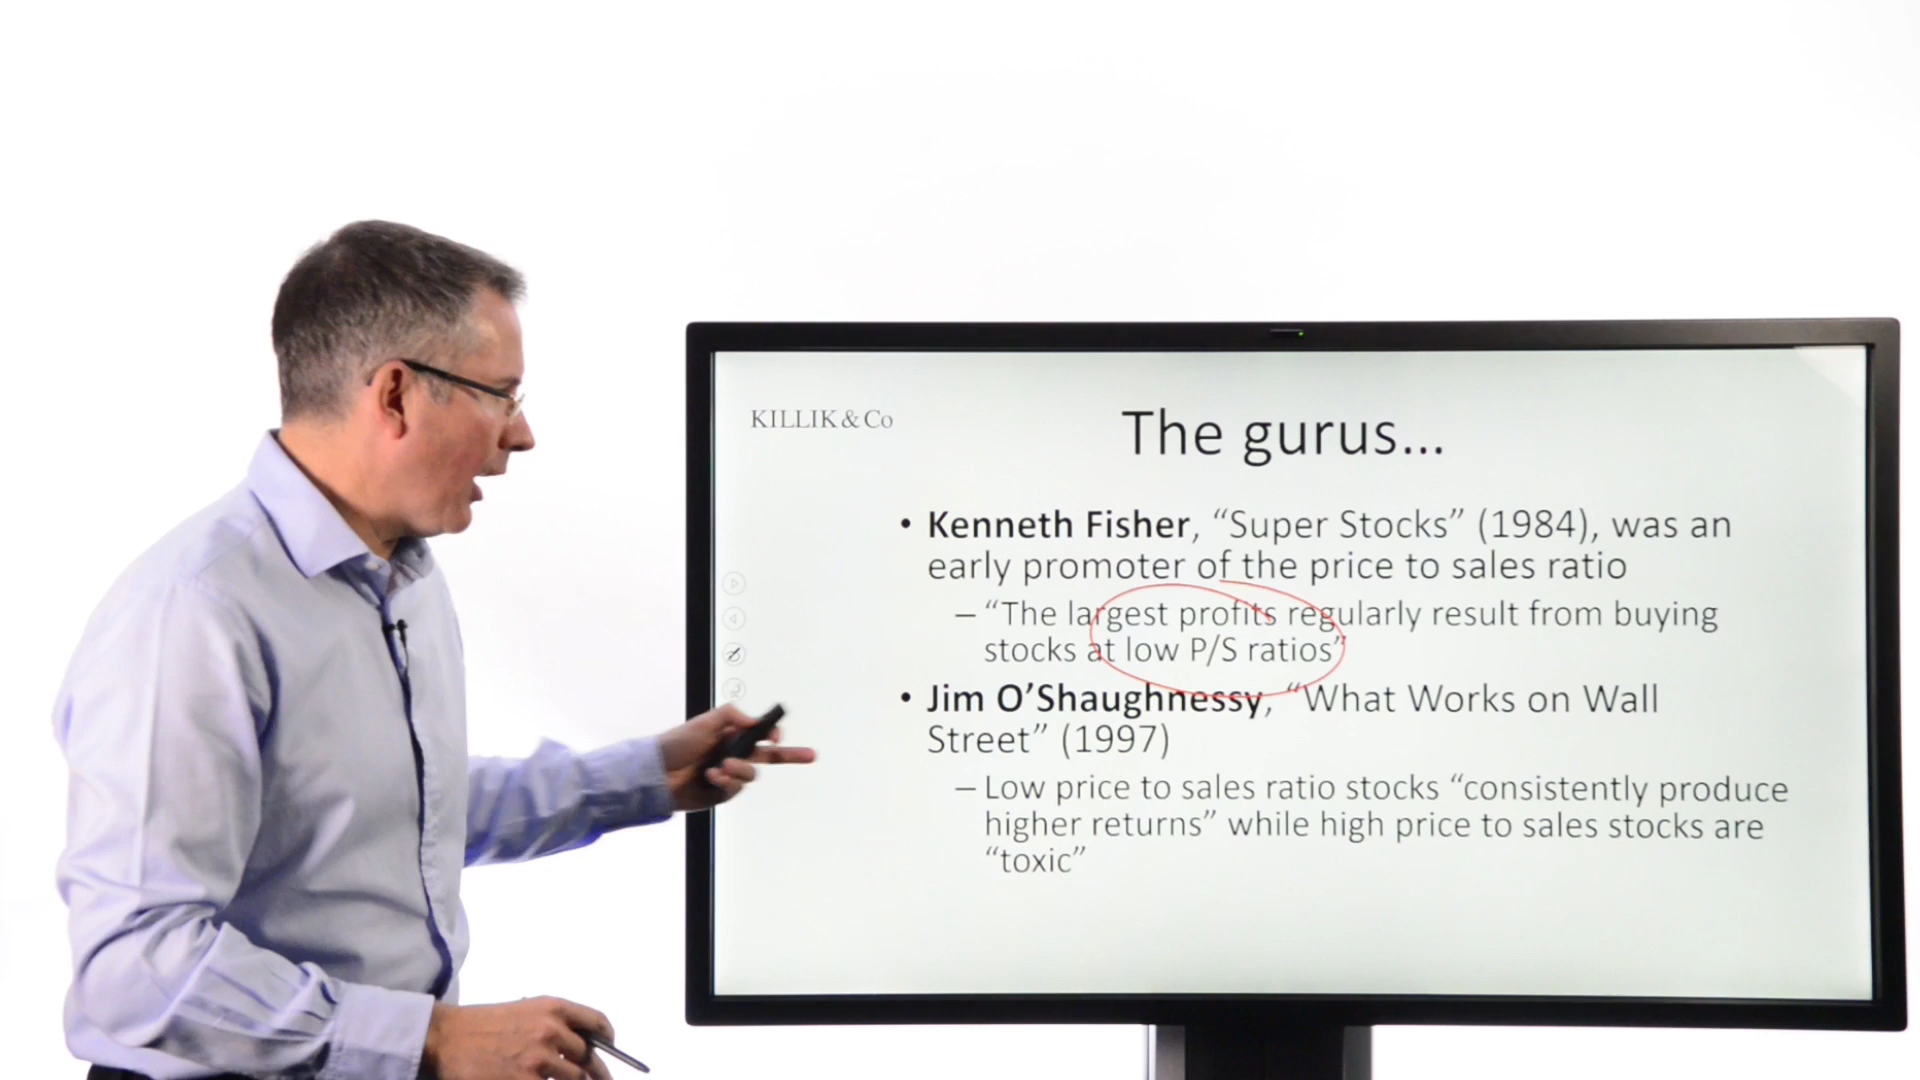 KILLIK & Co
The gurus...
• Kenneth Fisher, “Super Stocks” (1984), was an
early promoter of the price to sales ratio
– “The largest profits regularly result from buying
stocks at low P/S ratios”
• Jim O’Shaughnessy, “What Works on Wall
Street” (1997)
– Low price to sales ratio stocks “consistently produce
higher returns” while high price to sales stocks are
“toxic”